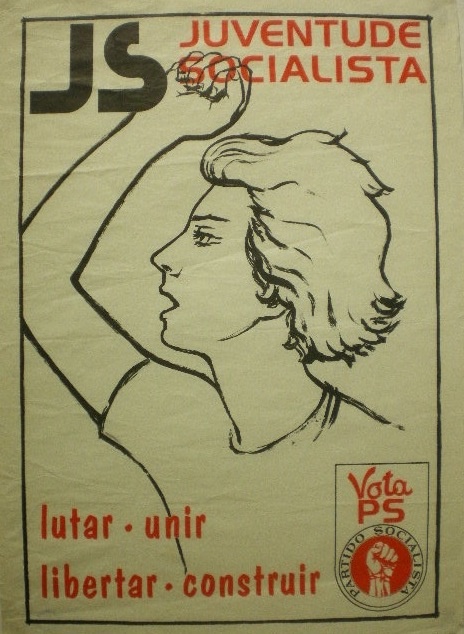 JS JUVENTUDE
SOCIALISTA
lutar · unir
libertar · construir
Vota
PS
PARTIDO SOCIALISTA